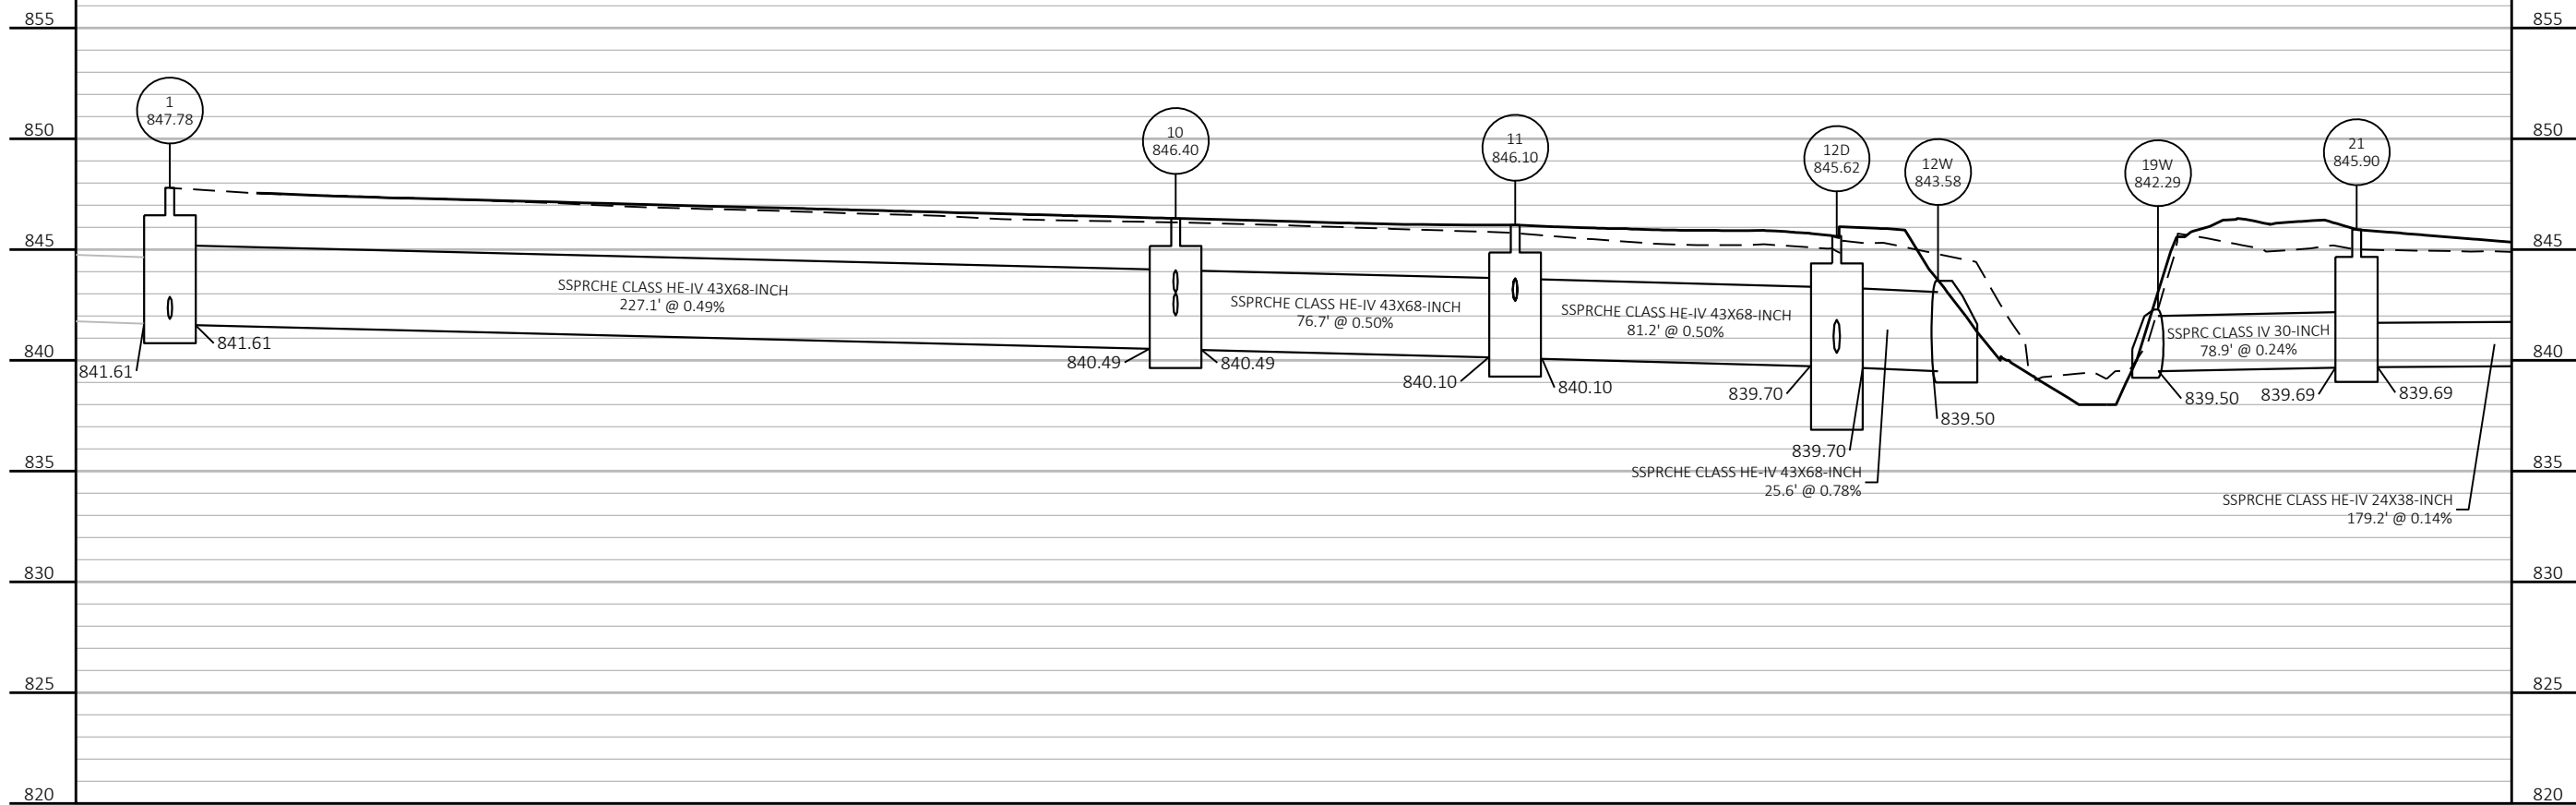 855
855
1
847.78
10
846.40
11
846.10
12D
845.62
12W
843.58
19W
842.29
21
845.90
850
850
845
845
SSPRCHE CLASS HE-IV 43X68-INCH
227.1' @ 0.49%
SSPRCHE CLASS HE-IV 43X68-INCH
76.7' @ 0.50%
SSPRCHE CLASS HE-IV 43X68-INCH
81.2' @ 0.50%
SSPRC CLASS IV 30-INCH
78.9' @ 0.24%
840
840
841.61
841.61
840.49
840.49
840.10
840.10
839.70
839.70
839.50
839.50
839.69
839.69
SSPRCHE CLASS HE-IV 43X68-INCH
25.6' @ 0.78%
835
835
SSPRCHE CLASS HE-IV 24X38-INCH
179.2' @ 0.14%
830
830
825
825
820
820